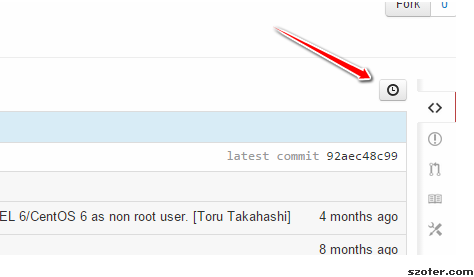 Fork 0
latest commit 92aec48c99
EL 6/CentOS 6 as non root user. [Toru Takahashi] 4 months ago
8 months ago
szoter.com